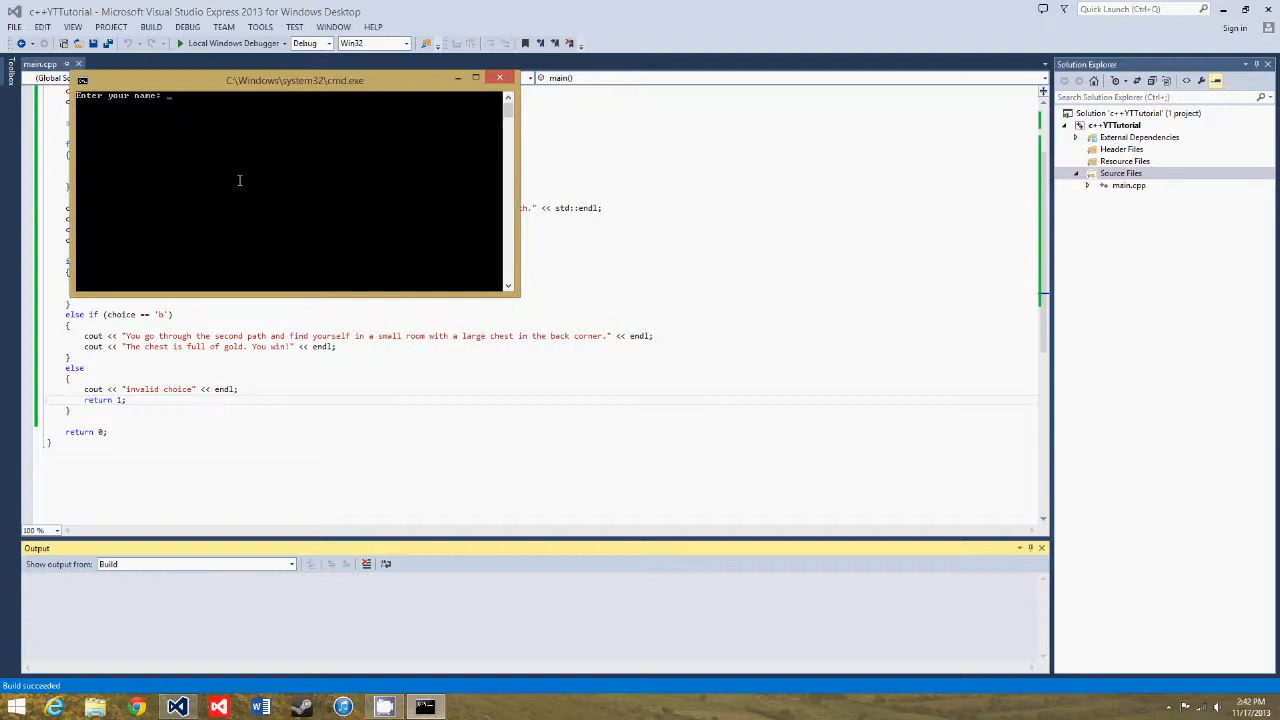 c++YTTutorial - Microsoft Visual Studio Express 2013 for Windows Desktop
Quick Launch (Ctrl+Q)
FILE EDIT VIEW PROJECT BUILD DEBUG TEAM TOOLS TEST WINDOW HELP
Sign in
Local Windows Debugger Debug Win32
Toolbox
main.cpp
(Global S
main()
C:\Windows\system32\cmd.exe
Enter your name: _
th." << std::endl;
}
else if (choice == 'b')
{
cout << "You go through the second path and find yourself in a small room with a large chest in the back corner." << endl;
cout << "The chest is full of gold. You win!" << endl;
}
else
{
cout << "invalid choice" << endl;
return 1;
}
return 0;
}
100 %
Output
Show output from: Build
Build succeeded
Solution Explorer
Search Solution Explorer (Ctrl+;)
Solution 'c++YTTutorial' (1 project)
c++YTTutorial
External Dependencies
Header Files
Resource Files
Source Files
main.cpp
2:42 PM
11/17/2013